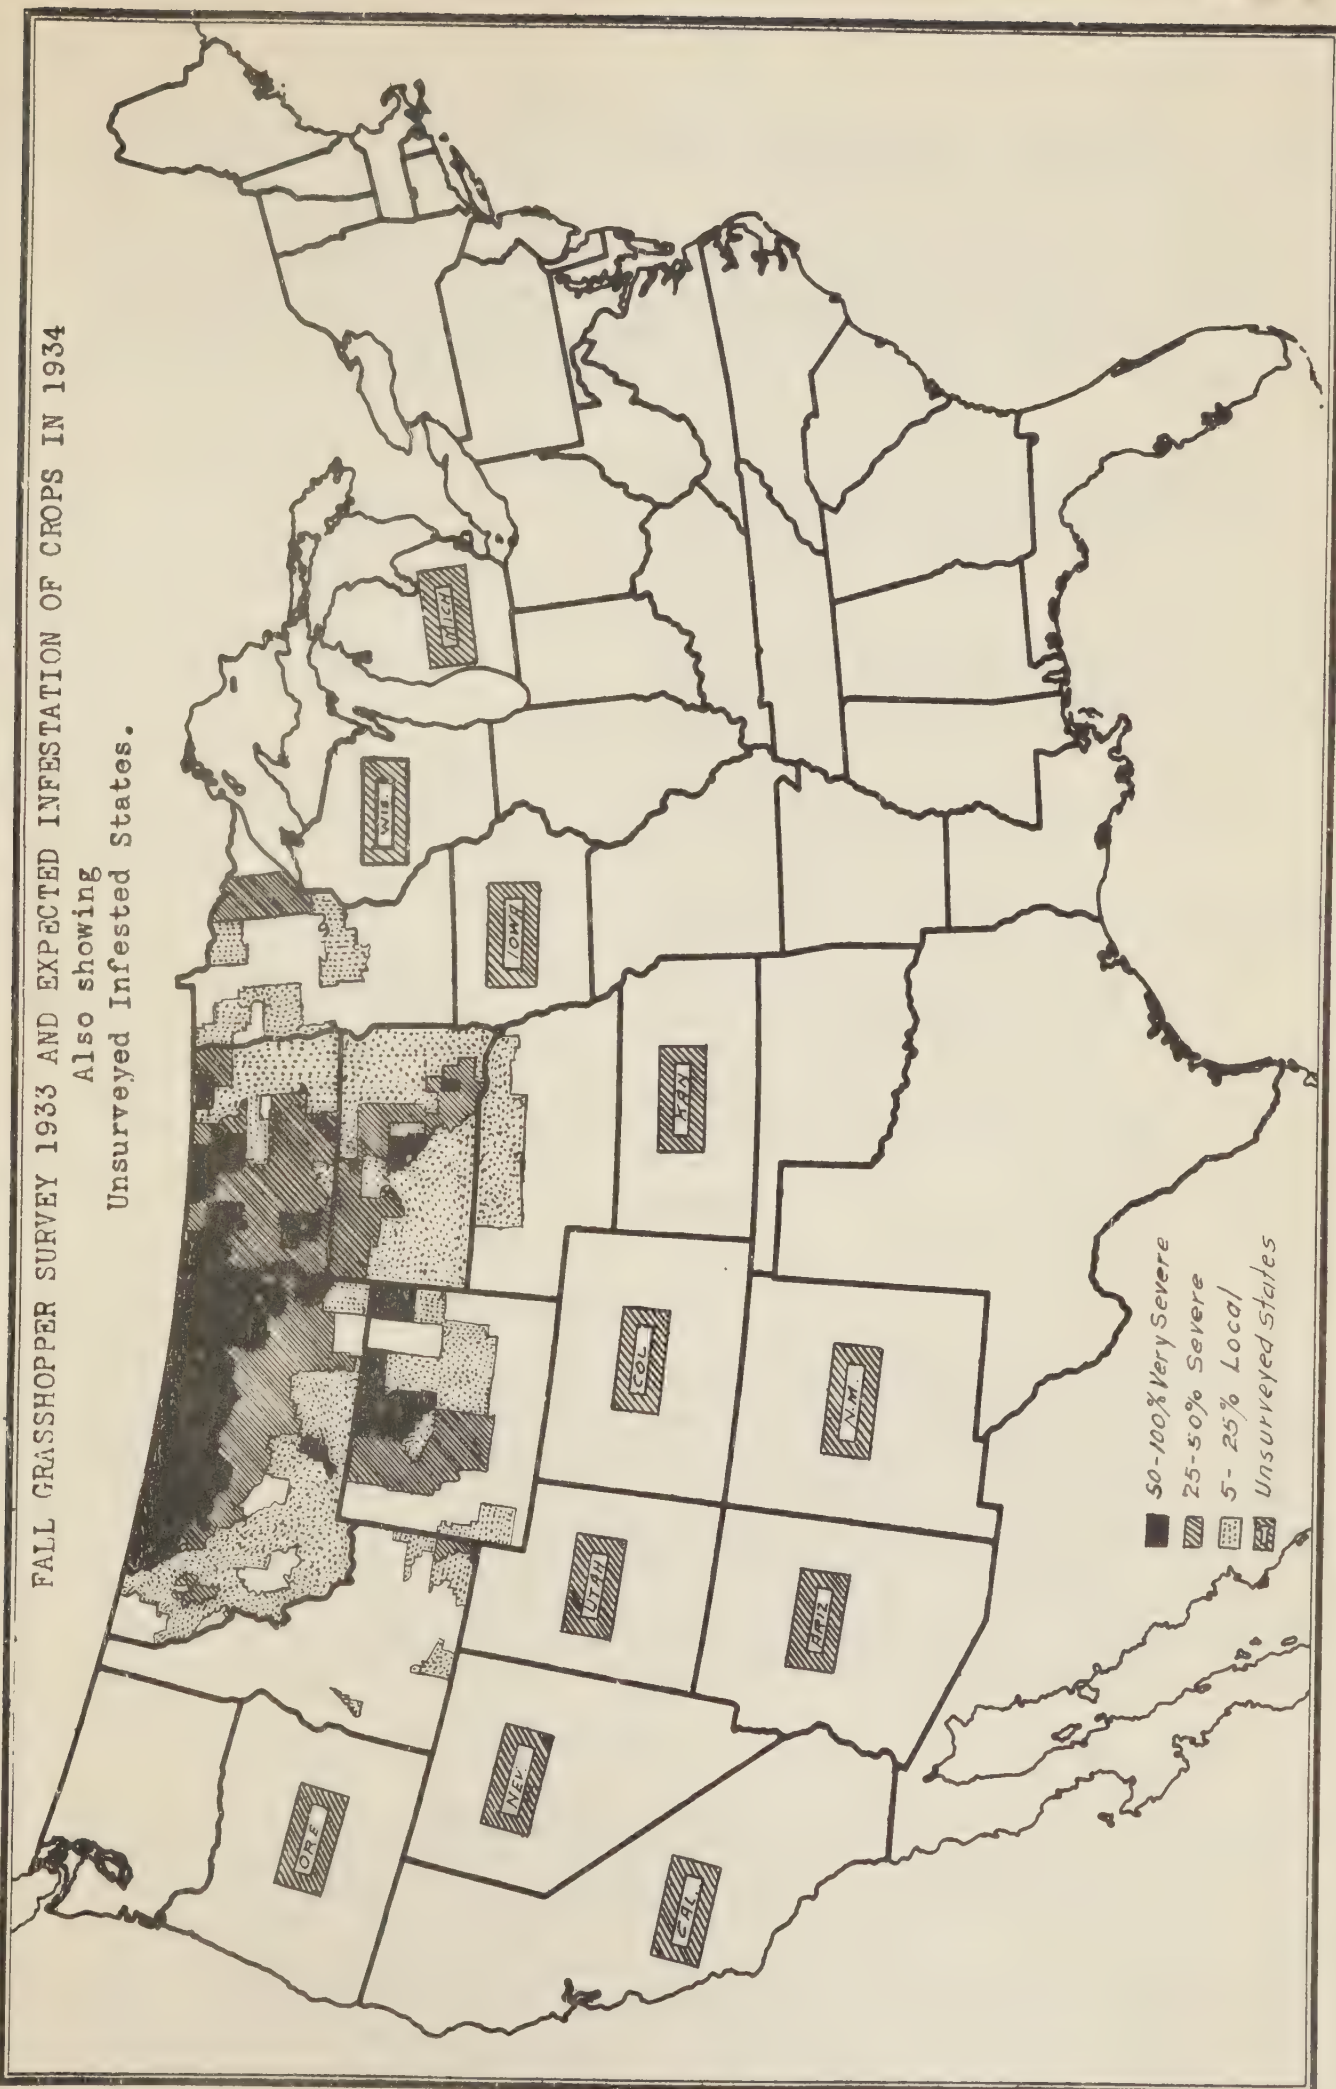 FALL GRASSHOPPER SURVEY 1933 AND EXPECTED INFESTATION OF CROPS IN 1934
Also showing
Unsurveyed Infested States.
ORE
NEV.
CAL.
UTAH
ARIZ
COL
N.M.
KAN
IOWA
WIS.
MICH
50-100% Very Severe
25-50% Severe
5-25% Local
Unsurveyed States